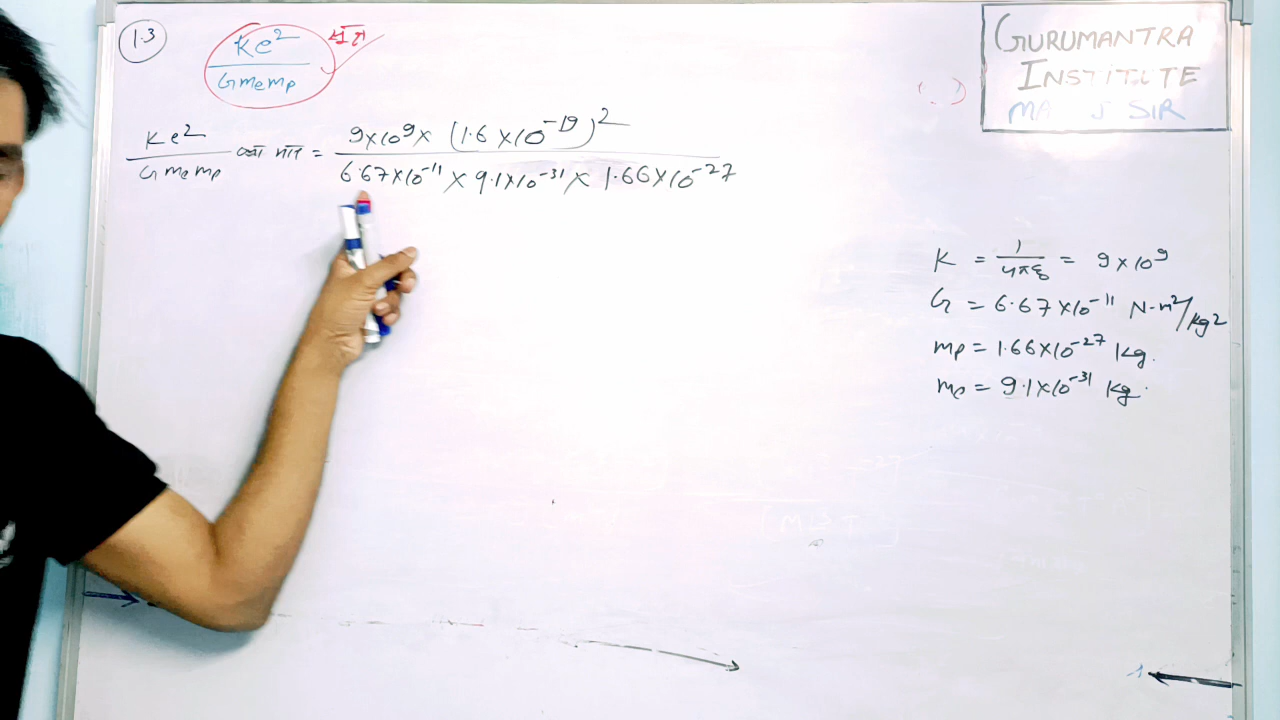 1.3
Ke²
Gmemp
GURUMANTRA
INSTITUTE
SIR
Ke²/Gmemp का मान = 9×10⁹× (1.6×10⁻¹⁹)²
6.67×10⁻¹¹ × 9.1×10⁻³¹ × 1.66×10⁻²⁷
K = 1/4πε₀ = 9×10⁹
G = 6.67×10⁻¹¹ N-m²/kg²
mp = 1.66×10⁻²⁷ kg.
me = 9.1×10⁻³¹ kg.